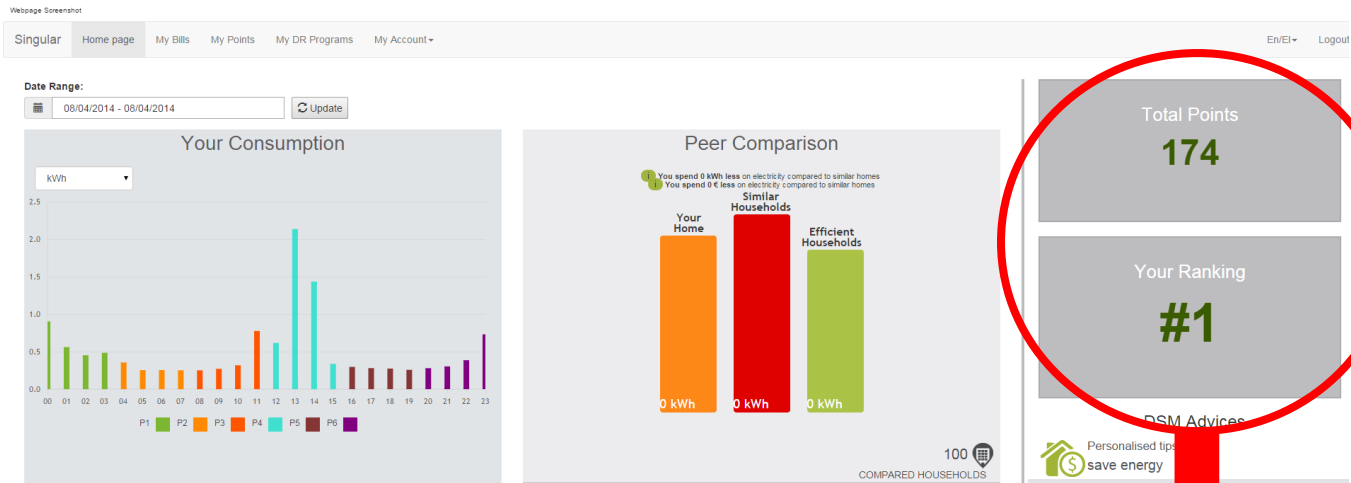 Webpage Screenshot
Singular Home page My Bills My Points My DR Programs My Account En/El Logout
Date Range:
08/04/2014 - 08/04/2014 Update
Your Consumption
kWh
2.5
2.0
1.5
1.0
0.5
0.0
00 01 02 03 04 05 06 07 08 09 10 11 12 13 14 15 16 17 18 19 20 21 22 23
P1 P2 P3 P4 P5 P6
Peer Comparison
You spend 0 kWh less on electricity compared to similar homes
You spend 0 € less on electricity compared to similar homes
Your
Home
Similar
Households
Efficient
Households
0 kWh 0 kWh 0 kWh
100
COMPARED HOUSEHOLDS
Total Points
174
Your Ranking
#1
DSM Advices
Personalised tips
save energy